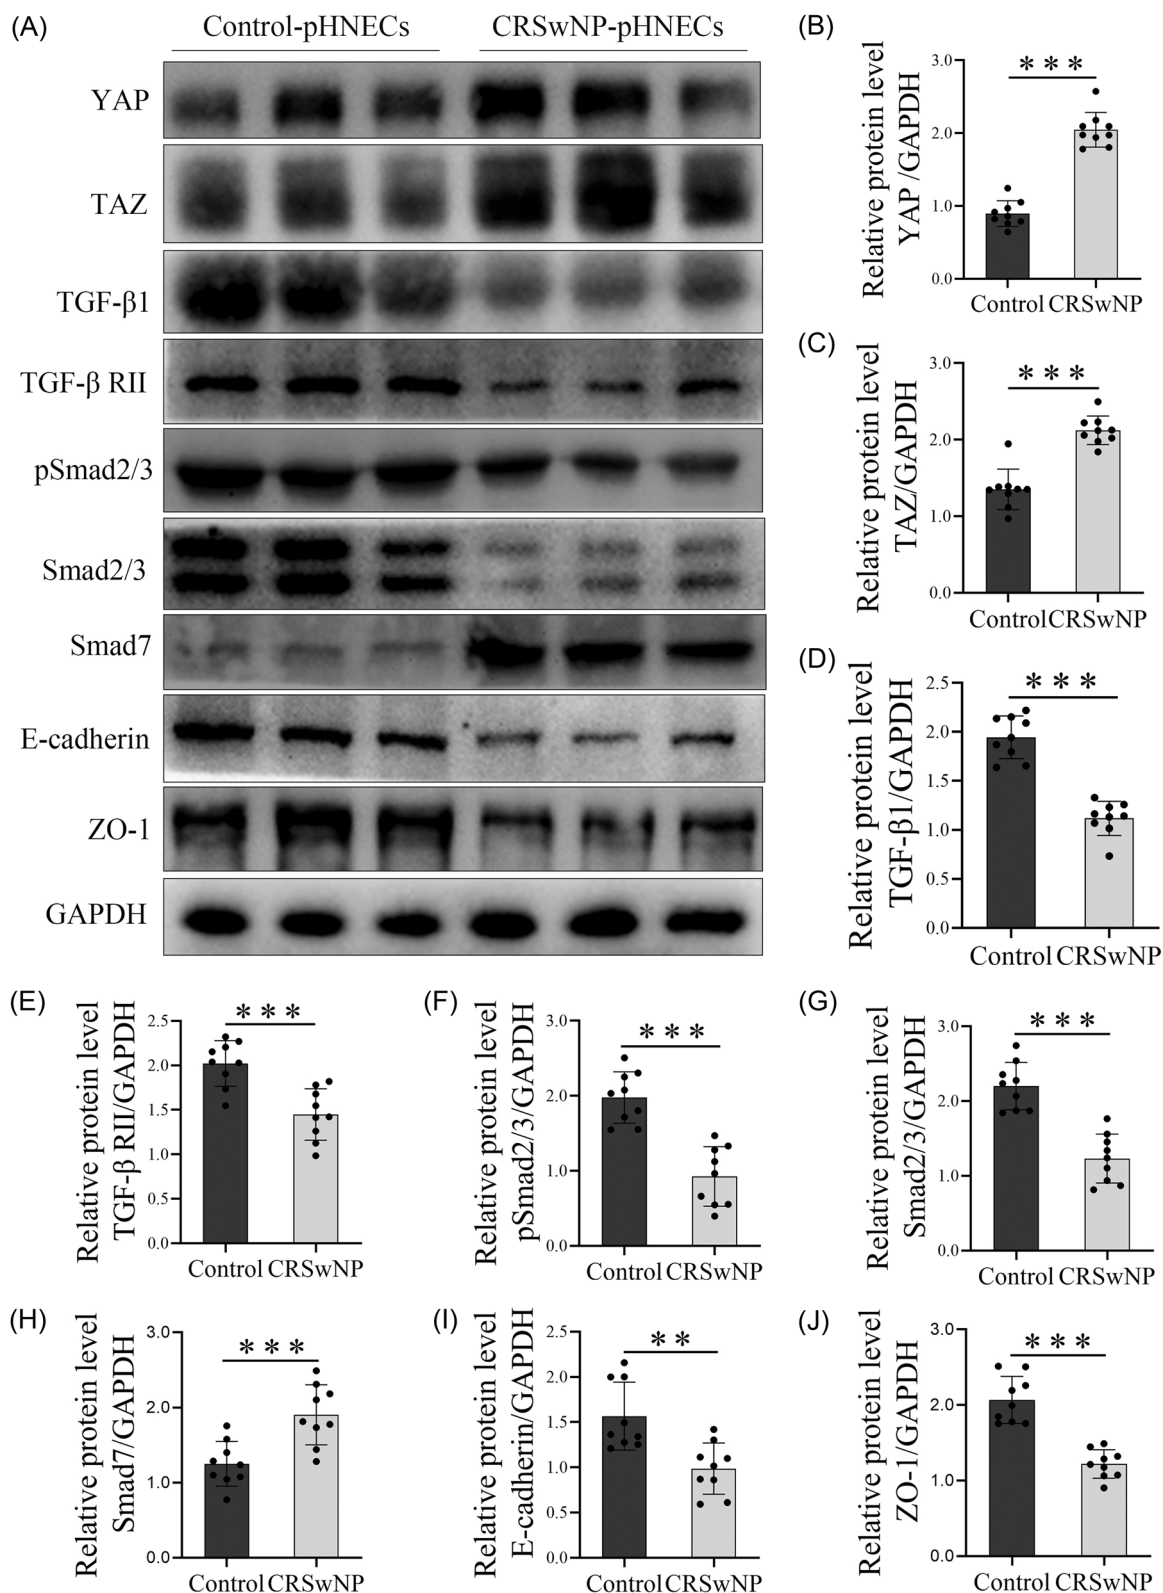 (A)
Control-pHNECs CRSwNP-pHNECs
YAP
TAZ
TGF-β1
TGF-β RII
pSmad2/3
Smad2/3
Smad7
E-cadherin
ZO-1
GAPDH
(B)
Relative protein level
YAP /GAPDH
3.0
2.0
1.0
0.0
***
Control CRSwNP
(C)
Relative protein level
TAZ/GAPDH
3.0
2.0
1.0
0.0
***
Control CRSwNP
(D)
Relative protein level
TGF-β1/GAPDH
2.5
2.0
1.5
1.0
0.5
0.0
***
Control CRSwNP
(E)
Relative protein level
TGF-β RII/GAPDH
2.5
2.0
1.5
1.0
0.5
0.0
***
Control CRSwNP
(F)
Relative protein level
pSmad2/3/GAPDH
3.0
2.0
1.0
0.0
***
Control CRSwNP
(G)
Relative protein level
Smad2/3/GAPDH
3.0
2.0
1.0
0.0
***
Control CRSwNP
(H)
Relative protein level
Smad7/GAPDH
3.0
2.0
1.0
0.0
***
Control CRSwNP
(I)
Relative protein level
E-cadherin/GAPDH
2.5
2.0
1.5
1.0
0.5
0.0
**
Control CRSwNP
(J)
Relative protein level
ZO-1/GAPDH
3.0
2.0
1.0
0.0
***
Control CRSwNP